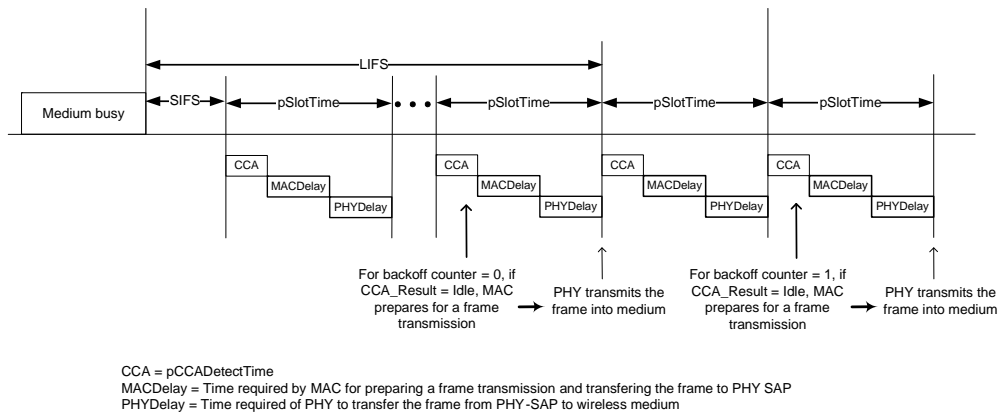 LIFS
Medium busy
SIFS
pSlotTime
pSlotTime
pSlotTime
pSlotTime
CCA
MACDelay
PHYDelay
CCA
MACDelay
PHYDelay
CCA
MACDelay
PHYDelay
CCA
MACDelay
PHYDelay
For backoff counter = 0, if
CCA_Result = Idle, MAC
prepares for a frame
transmission
PHY transmits the
frame into medium
For backoff counter = 1, if
CCA_Result = Idle, MAC
prepares for a frame
transmission
PHY transmits the
frame into medium
CCA = pCCADetectTime
MACDelay = Time required by MAC for preparing a frame transmission and transfering the frame to PHY SAP
PHYDelay = Time required of PHY to transfer the frame from PHY-SAP to wireless medium